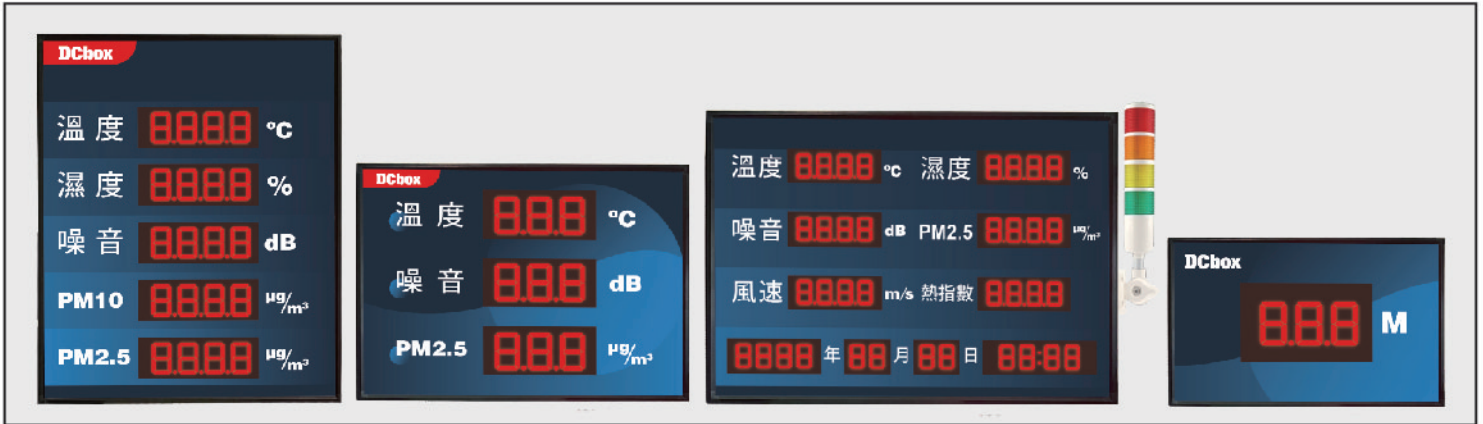 DCbox
溫度 8.8.8.8 ℃
濕度 8.8.8.8 %
噪音 8.8.8.8 dB
PM10 8.8.8.8 µg/m³
PM2.5 8.8.8.8 µg/m³
DCbox
溫度 8.8.8 ℃
噪音 8.8.8 dB
PM2.5 8.8.8 µg/m³
溫度 8.8.8.8 ℃ 濕度 8.8.8.8 %
噪音 8.8.8.8 dB PM2.5 8.8.8.8 µg/m³
風速 8.8.8.8 m/s 熱指數 8.8.8.8
8888 年 88 月 88 日 88:88
DCbox
8.8.8 M